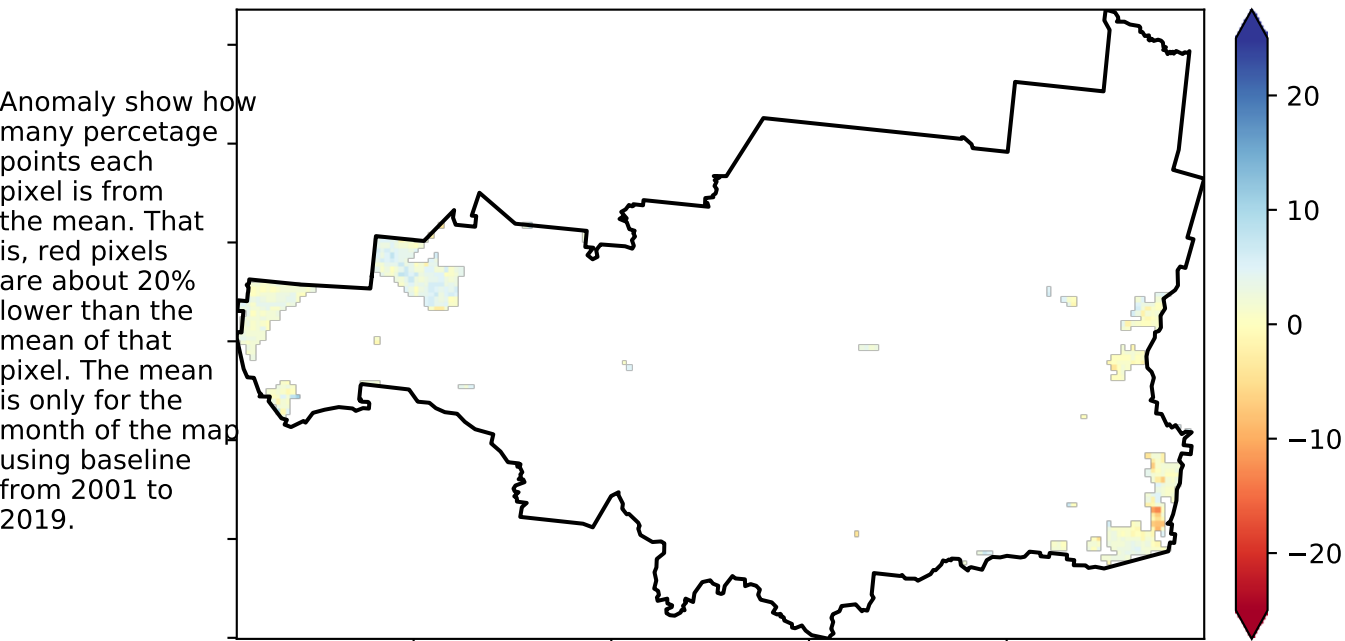 Anomaly show how
many percetage
points each
pixel is from
the mean. That
is, red pixels
are about 20%
lower than the
mean of that
pixel. The mean
is only for the
month of the map
using baseline
from 2001 to
2019.
20
10
0
−10
−20